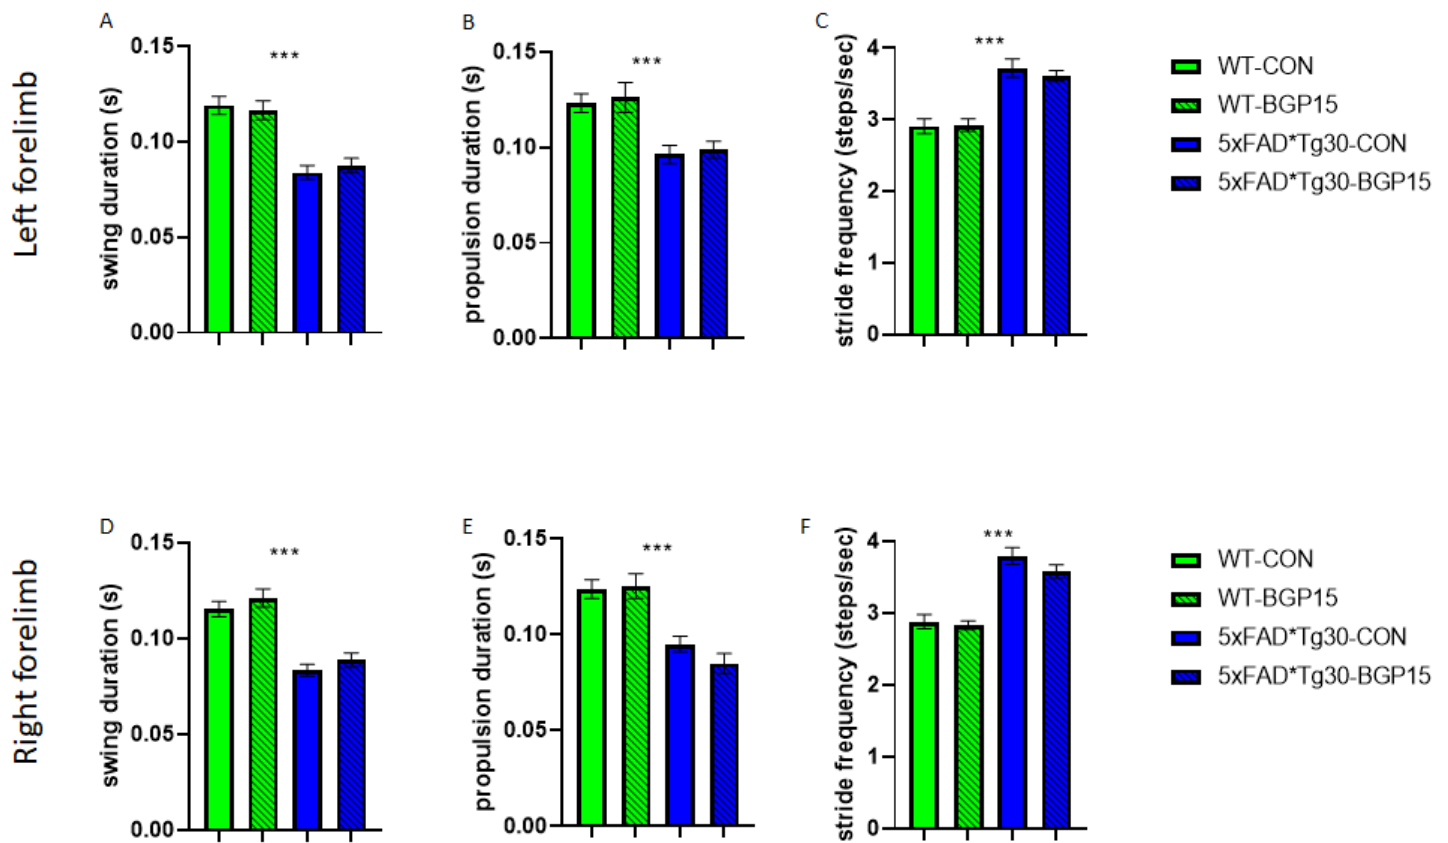 Left forelimb
A
***
swing duration (s)
0.15
0.10
0.05
0.00
B
***
propulsion duration (s)
0.15
0.10
0.05
0.00
C
***
stride frequency (steps/sec)
4
3
2
1
0
WT-CON
WT-BGP15
5xFAD*Tg30-CON
5xFAD*Tg30-BGP15
Right forelimb
D
***
swing duration (s)
0.15
0.10
0.05
0.00
E
***
propulsion duration (s)
0.15
0.10
0.05
0.00
F
***
stride frequency (steps/sec)
4
3
2
1
0
WT-CON
WT-BGP15
5xFAD*Tg30-CON
5xFAD*Tg30-BGP15